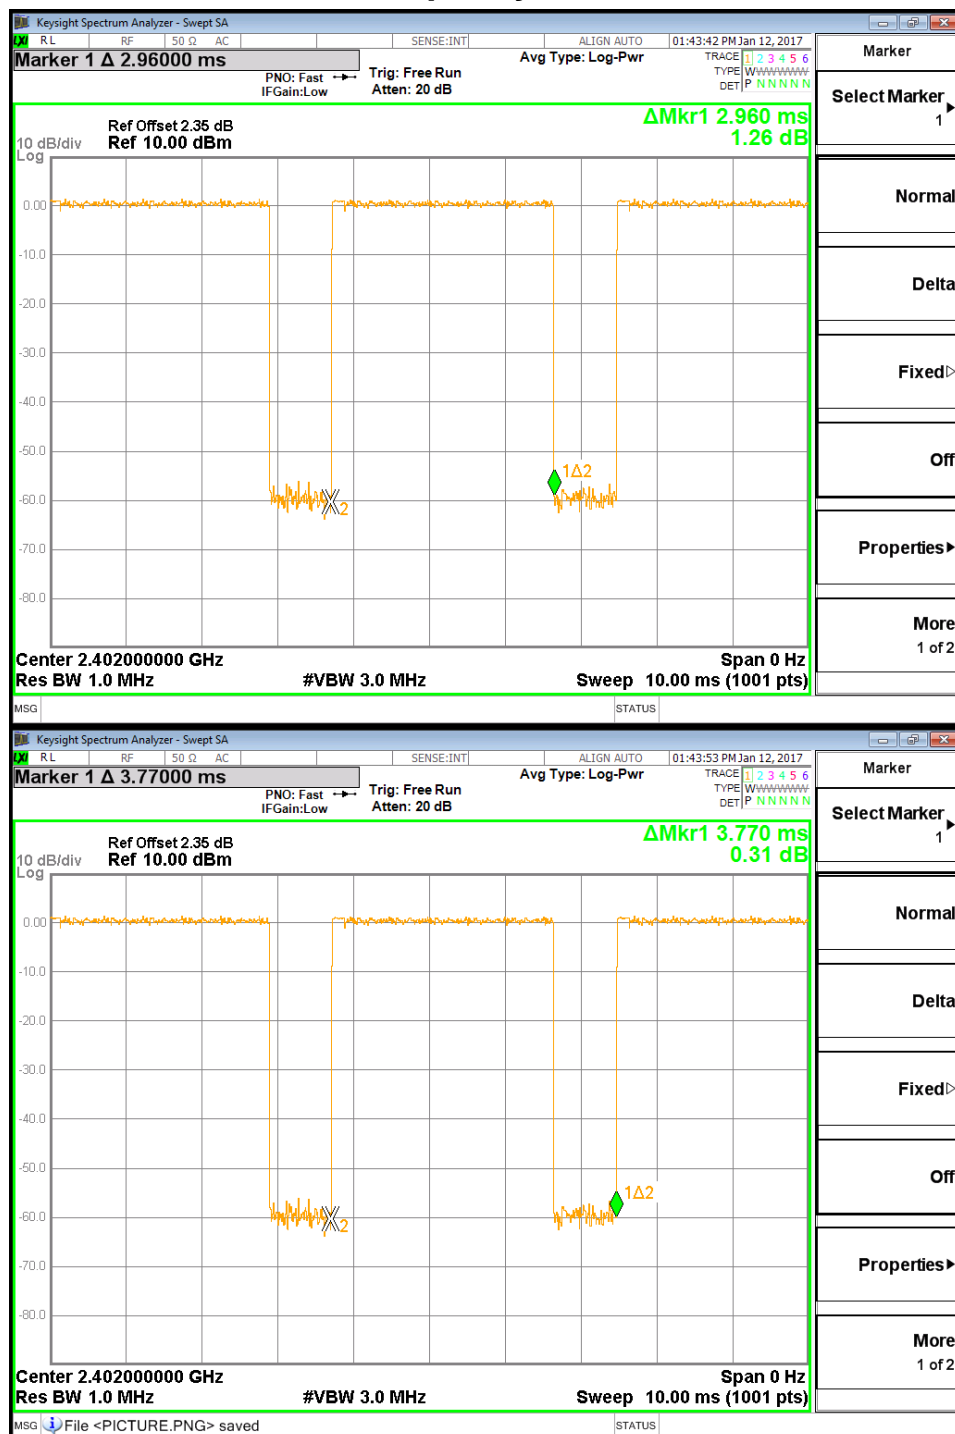 Keysight Spectrum Analyzer - Swept SA
LXI RL RF 50 Ω AC SENSE:INT ALIGN AUTO 01:43:42 PM Jan 12, 2017
Marker 1 Δ 2.96000 ms
PNO: Fast
IFGain:Low
Trig: Free Run
Atten: 20 dB
Avg Type: Log-Pwr
TRACE 1 2 3 4 5 6
TYPE WWWWWWW
DET P N N N N N
ΔMkr1 2.960 ms
1.26 dB
Ref Offset 2.35 dB
10 dB/div Ref 10.00 dBm
Log
0.00
-10.0
-20.0
-30.0
-40.0
-50.0
1Δ2
-60.0
2
-70.0
-80.0
Center 2.402000000 GHz Span 0 Hz
Res BW 1.0 MHz #VBW 3.0 MHz Sweep 10.00 ms (1001 pts)
MSG STATUS
Marker
Select Marker
1
Normal
Delta
Fixed
Off
Properties
More
1 of 2
Keysight Spectrum Analyzer - Swept SA
LXI RL RF 50 Ω AC SENSE:INT ALIGN AUTO 01:43:53 PM Jan 12, 2017
Marker 1 Δ 3.77000 ms
PNO: Fast
IFGain:Low
Trig: Free Run
Atten: 20 dB
Avg Type: Log-Pwr
TRACE 1 2 3 4 5 6
TYPE WWWWWWW
DET P N N N N N
ΔMkr1 3.770 ms
0.31 dB
Ref Offset 2.35 dB
10 dB/div Ref 10.00 dBm
Log
0.00
-10.0
-20.0
-30.0
-40.0
-50.0
1Δ2
-60.0
2
-70.0
-80.0
Center 2.402000000 GHz Span 0 Hz
Res BW 1.0 MHz #VBW 3.0 MHz Sweep 10.00 ms (1001 pts)
MSG File <PICTURE.PNG> saved STATUS
Marker
Select Marker
1
Normal
Delta
Fixed
Off
Properties
More
1 of 2